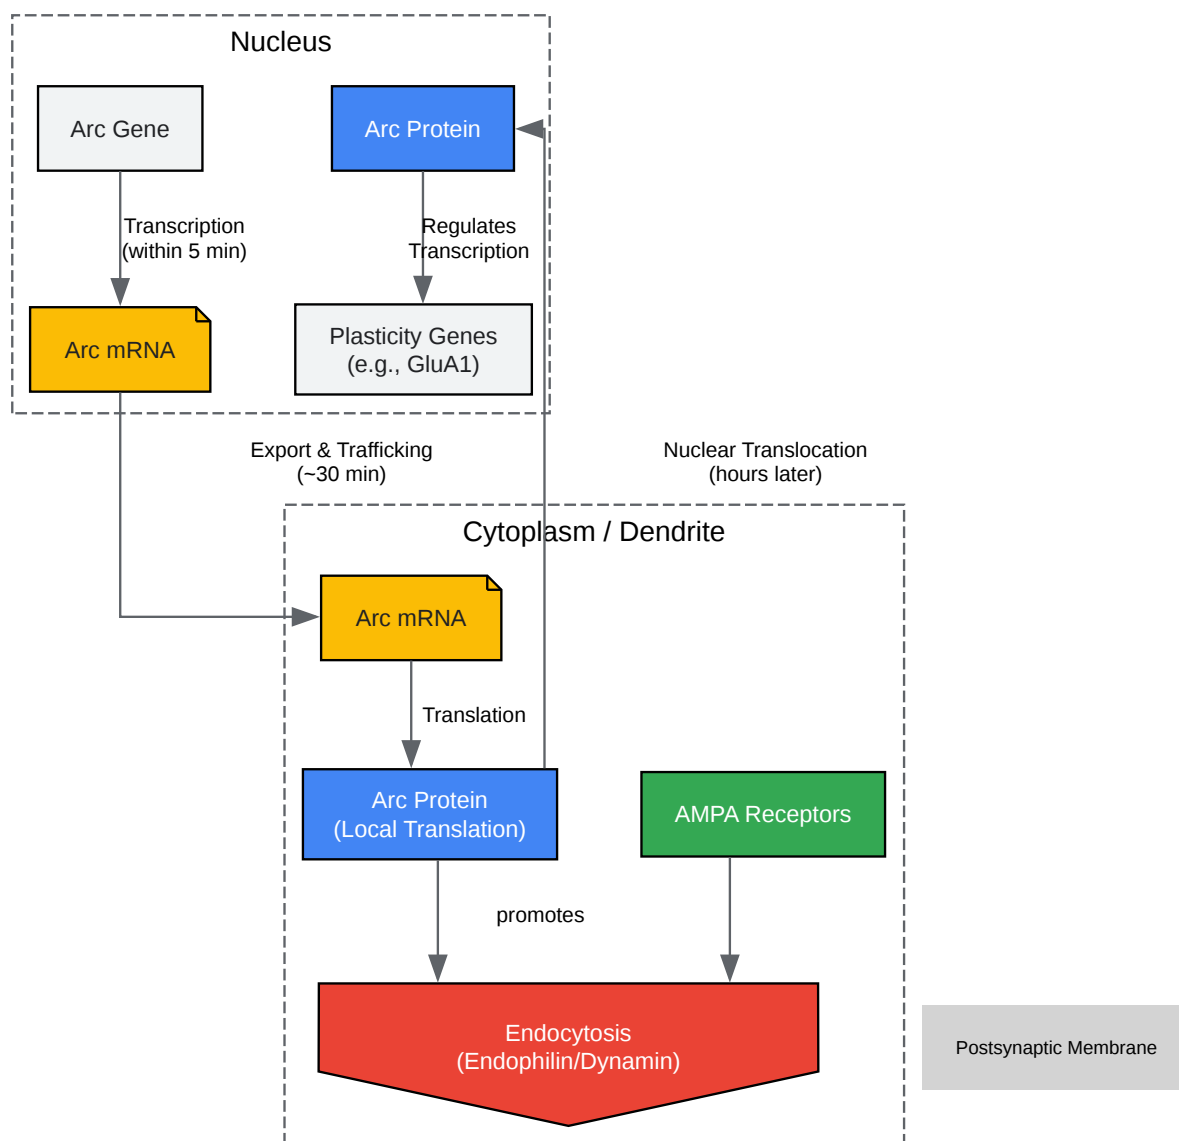 Nucleus
Arc Gene
Arc Protein
Transcription
(within 5 min)
Regulates
Transcription
Arc mRNA
Plasticity Genes
(e.g., GluA1)
Export & Trafficking
(~30 min)
Nuclear Translocation
(hours later)
Cytoplasm / Dendrite
Arc mRNA
Translation
Arc Protein
(Local Translation)
AMPA Receptors
promotes
Endocytosis
(Endophilin/Dynamin)
Postsynaptic Membrane